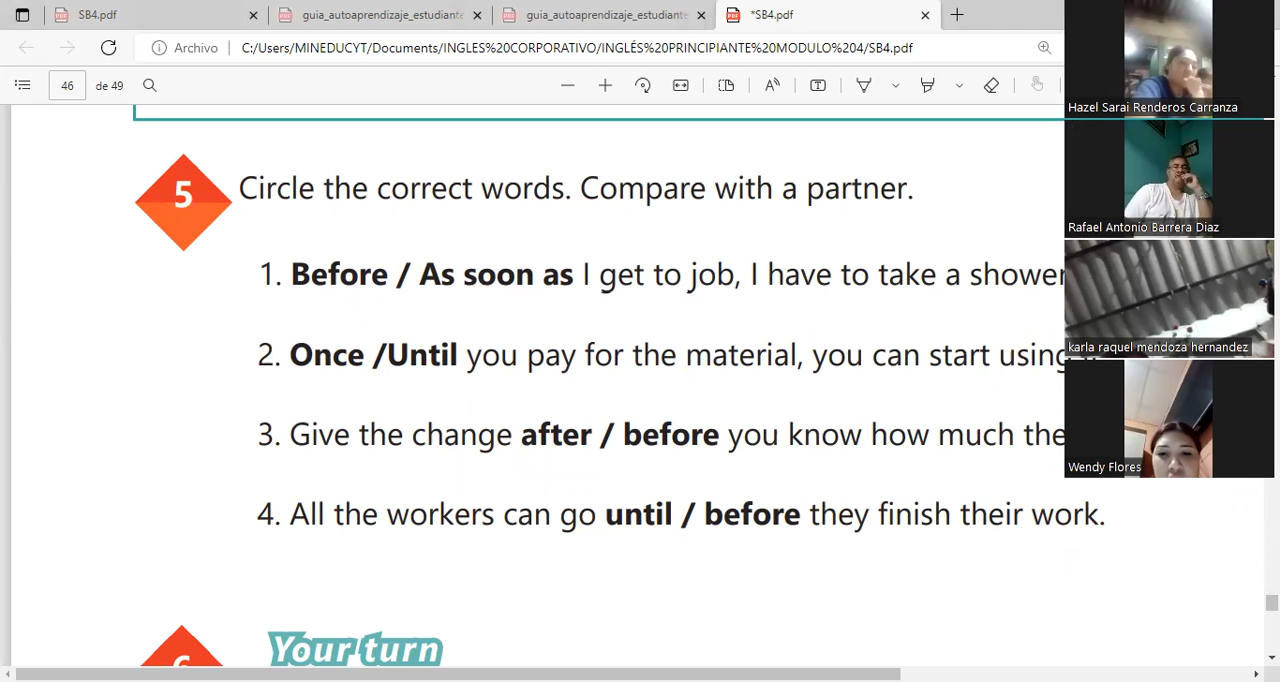 SB4.pdf
guia_autoaprendizaje_estudiante
guia_autoaprendizaje_estudiante
*SB4.pdf
Archivo
C:/Users/MINEDUCYT/Documents/INGLES%20CORPORATIVO/INGLÉS%20PRINCIPIANTE%20MODULO%204/SB4.pdf
46
de 49
5
Circle the correct words. Compare with a partner.
1. Before / As soon as I get to job, I have to take a shower
2. Once /Until you pay for the material, you can start using
3. Give the change after / before you know how much the
4. All the workers can go until / before they finish their work.
6
Your turn
Hazel Sarai Renderos Carranza
Rafael Antonio Barrera Diaz
karla raquel mendoza hernandez
Wendy Flores